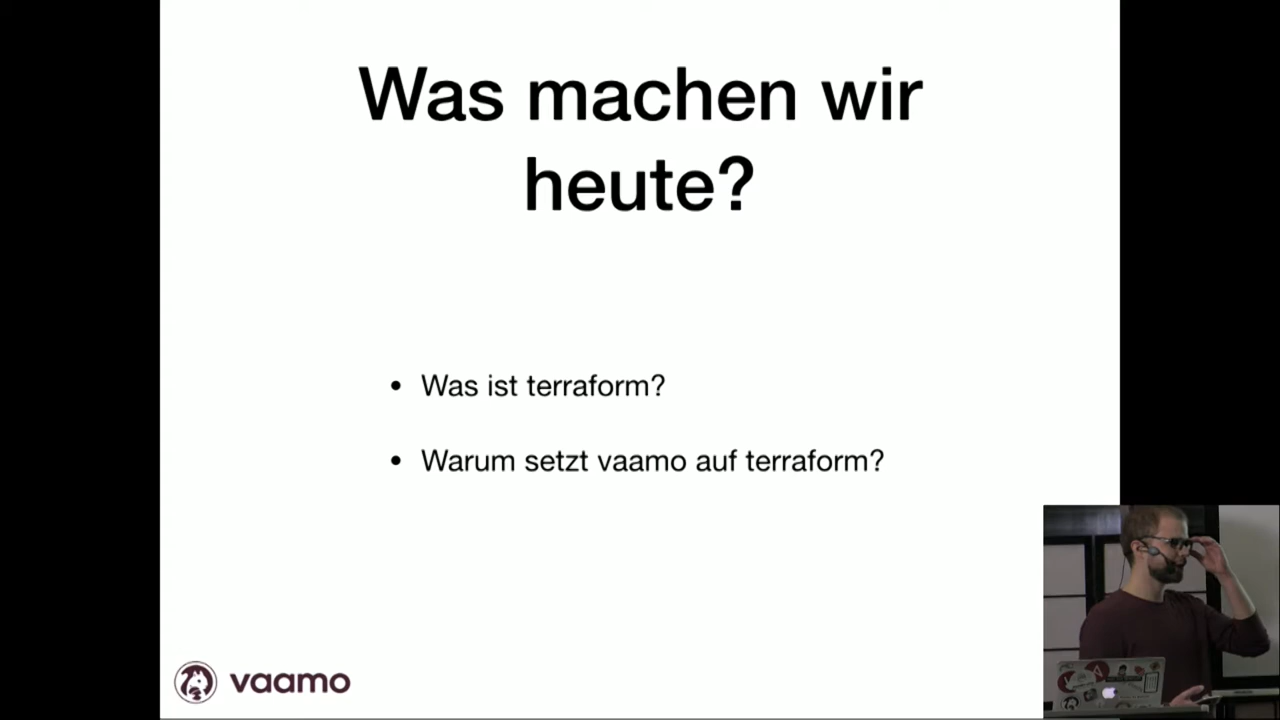 Was machen wir
heute?
• Was ist terraform?
• Warum setzt vaamo auf terraform?
vaamo